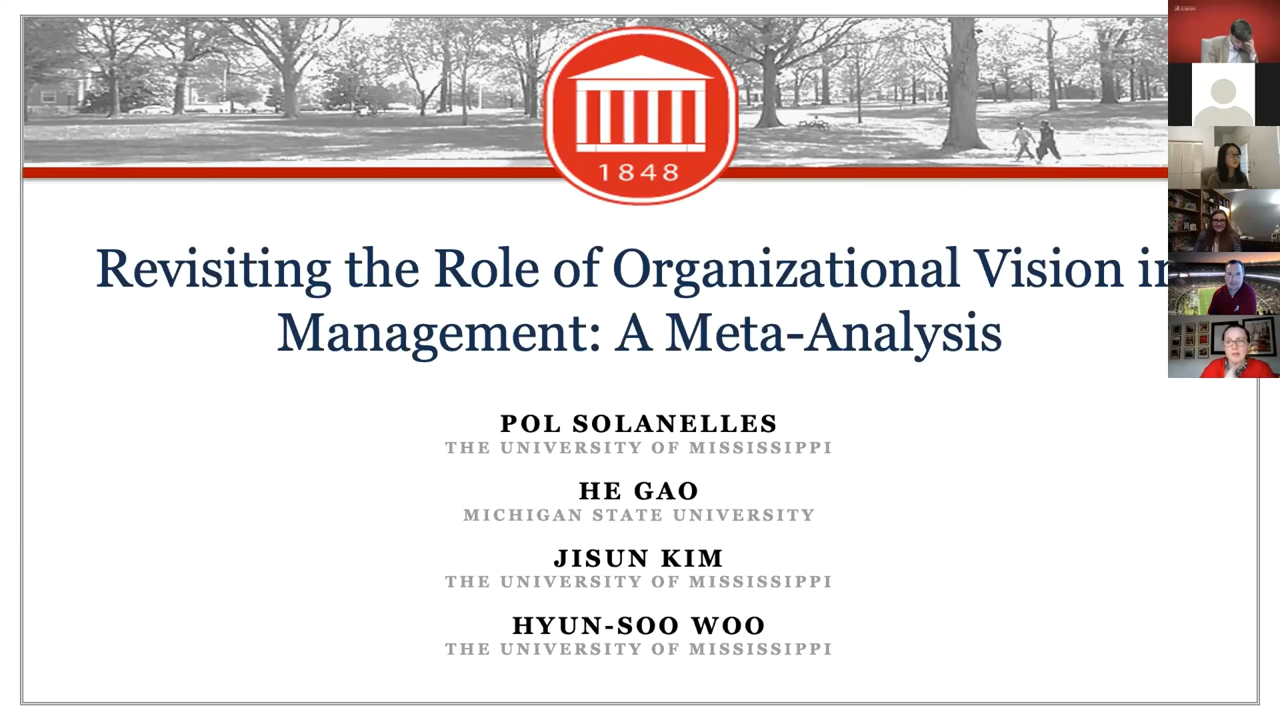 1848
Revisiting the Role of Organizational Vision in
Management: A Meta-Analysis
POL SOLANELLES
THE UNIVERSITY OF MISSISSIPPI
HE GAO
MICHIGAN STATE UNIVERSITY
JISUN KIM
THE UNIVERSITY OF MISSISSIPPI
HYUN-SOO WOO
THE UNIVERSITY OF MISSISSIPPI